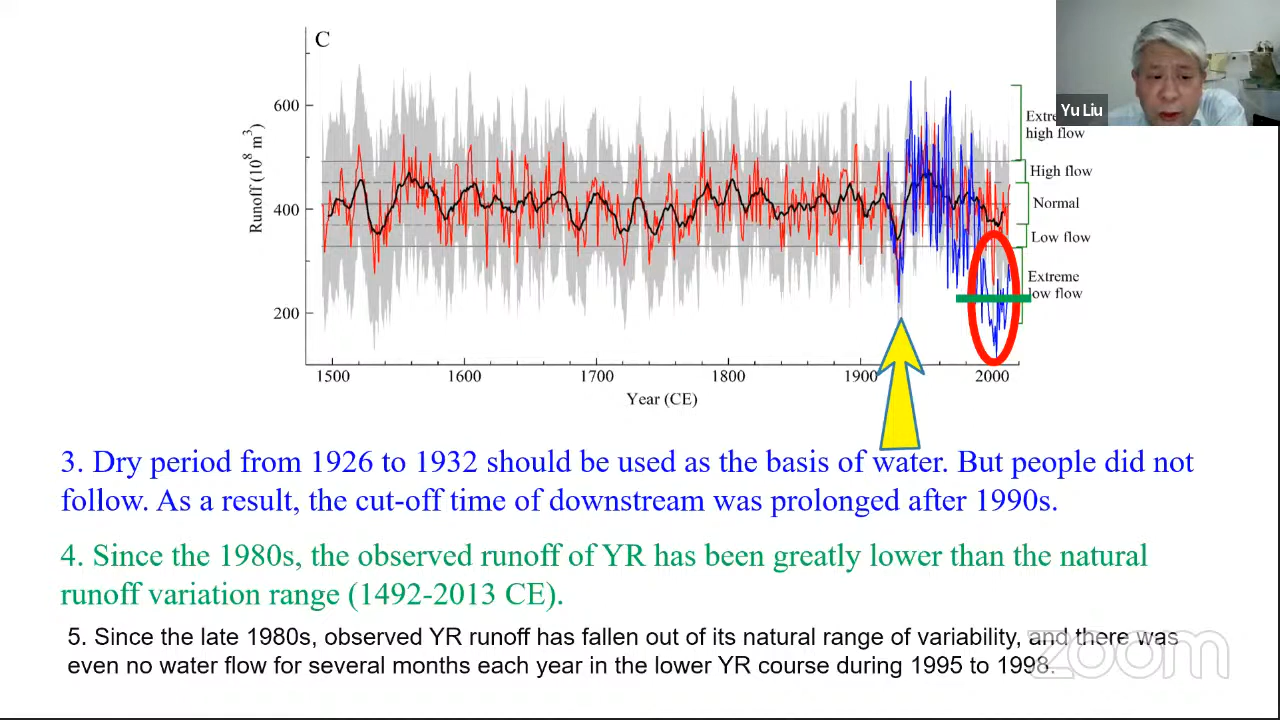 C
Yu Liu
600
400
200
Runoff (10⁸ m³)
Extre
high flow
High flow
Normal
Low flow
Extreme
low flow
1500 1600 1700 1800 1900 2000
Year (CE)
3. Dry period from 1926 to 1932 should be used as the basis of water. But people did not
follow. As a result, the cut-off time of downstream was prolonged after 1990s.
4. Since the 1980s, the observed runoff of YR has been greatly lower than the natural
runoff variation range (1492-2013 CE).
5. Since the late 1980s, observed YR runoff has fallen out of its natural range of variability, and there was
even no water flow for several months each year in the lower YR course during 1995 to 1998.
zoom